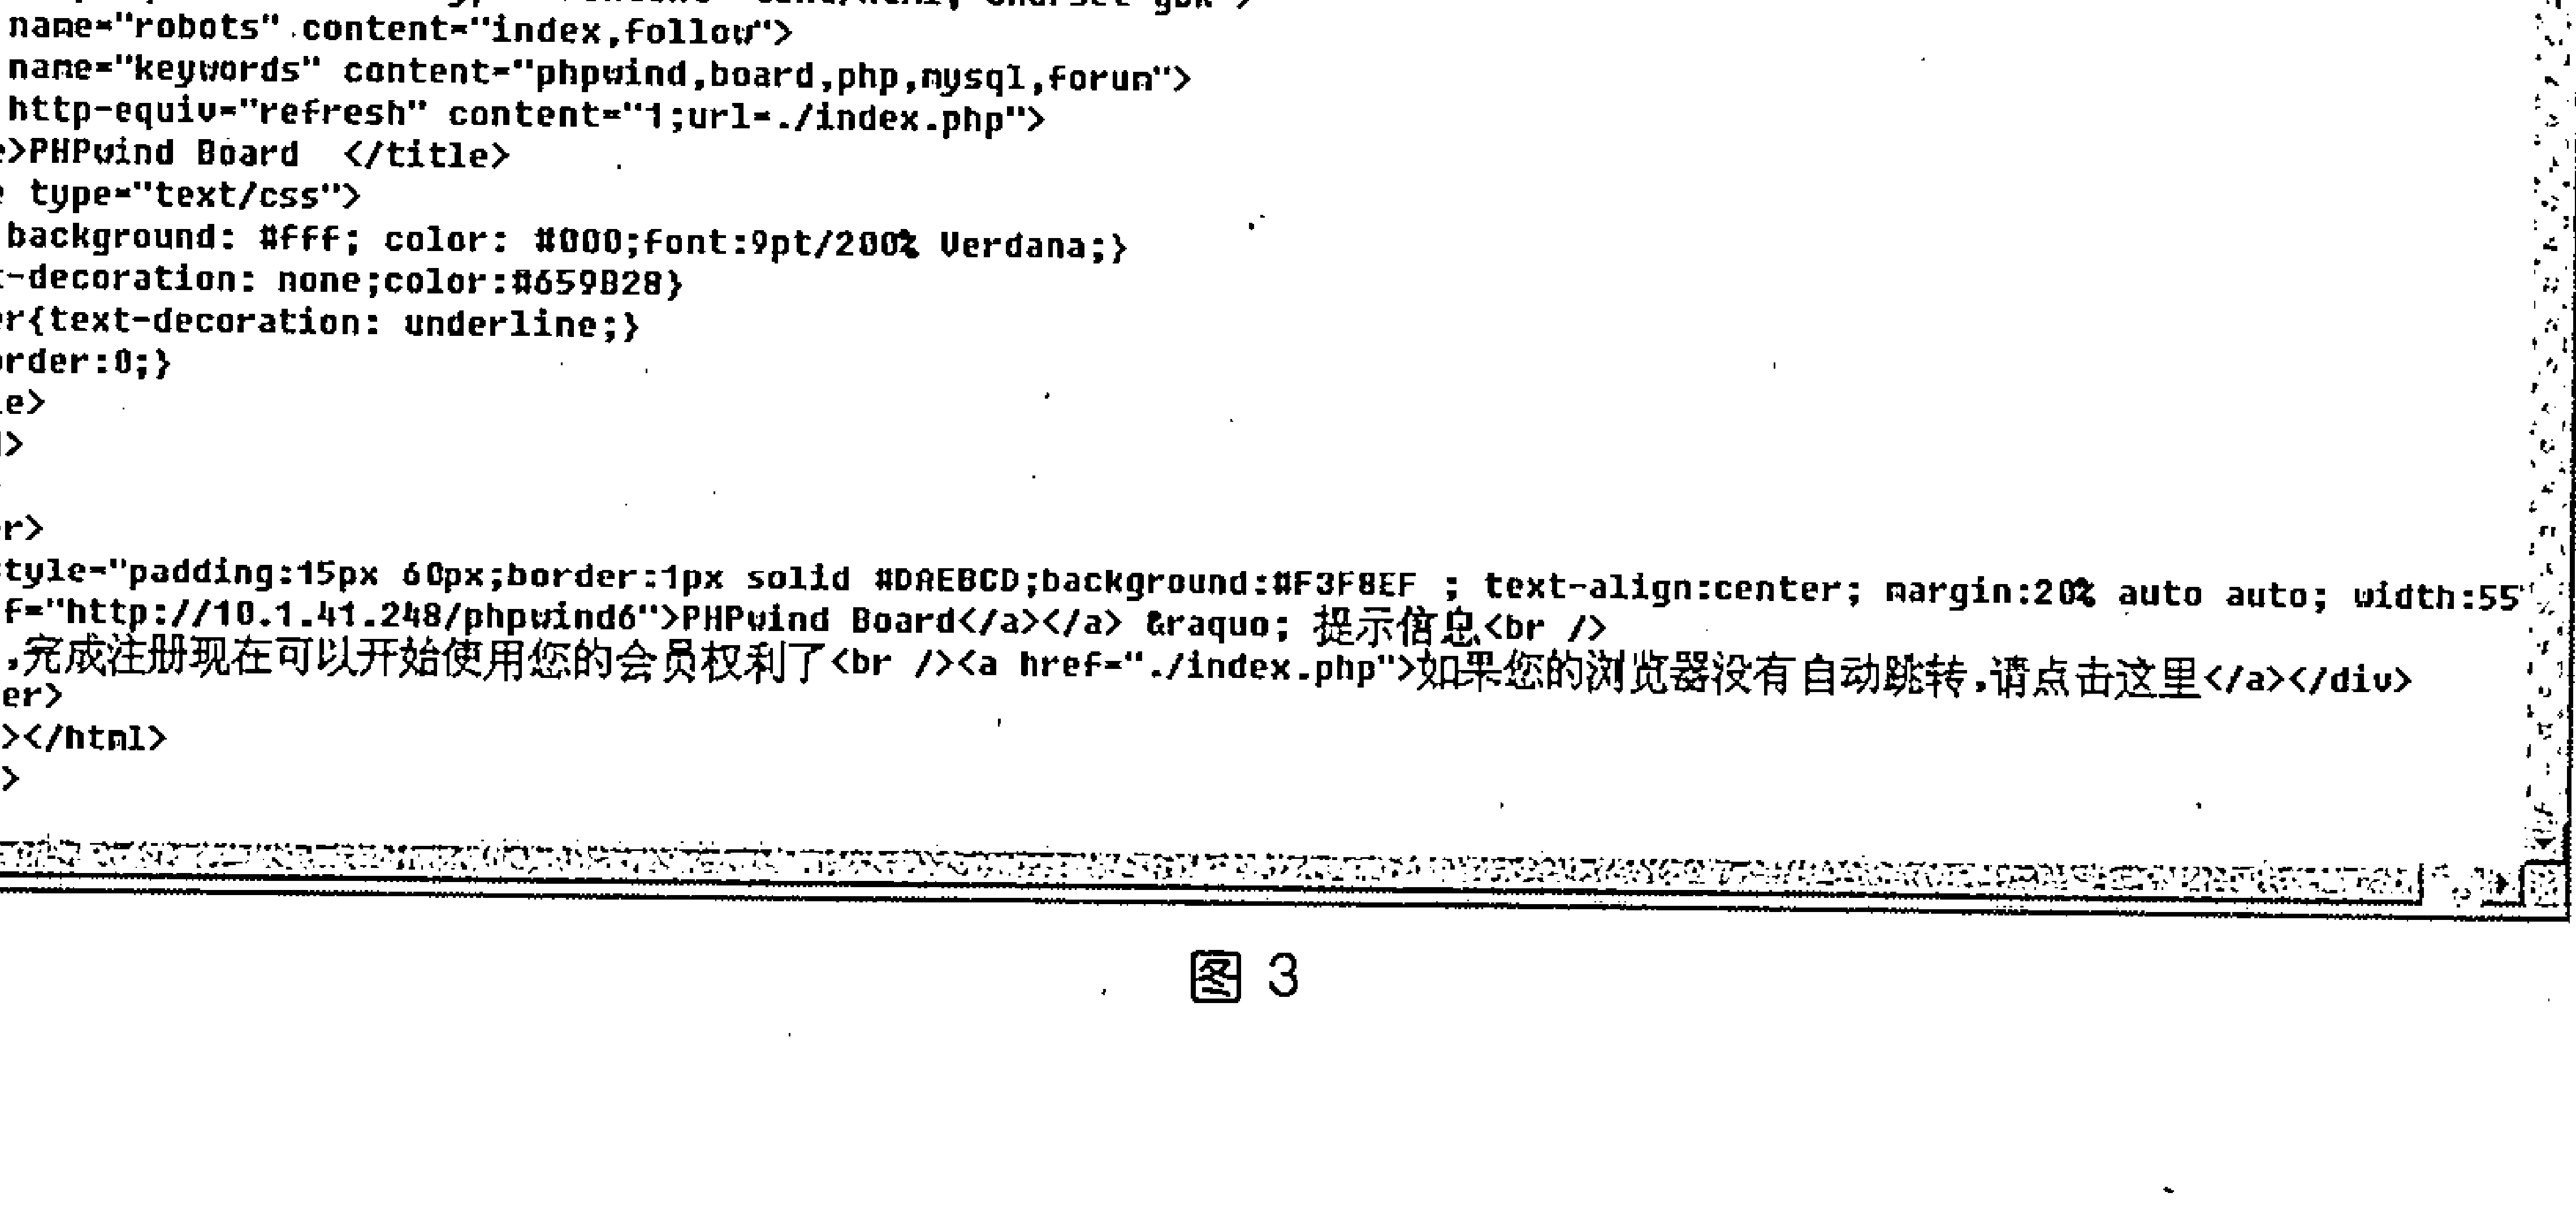 name="robots" content="index,follow">
name="keywords" content="phpwind,board,php,mysql,forum">
http-equiv="refresh" content="1;url=./index.php">
e>PHPwind Board  </title>
e type="text/css">
background: #fff; color: #000;font:9pt/200% Verdana;}
t-decoration: none;color:#659B28}
er{text-decoration: underline;}
order:0;}
le>
d>
er>
style="padding:15px 60px;border:1px solid #DAEBCD;background:#F3F8EF ; text-align:center; margin:20% auto auto; width:55
f="http://10.1.41.248/phpwind6">PHPwind Board</a></a> &raquo; 提示信息<br />
,完成注册现在可以开始使用您的会员权利了<br /><a href="./index.php">如果您的浏览器没有自动跳转,请点击这里</a></div>
er>
></html>
>
图 3